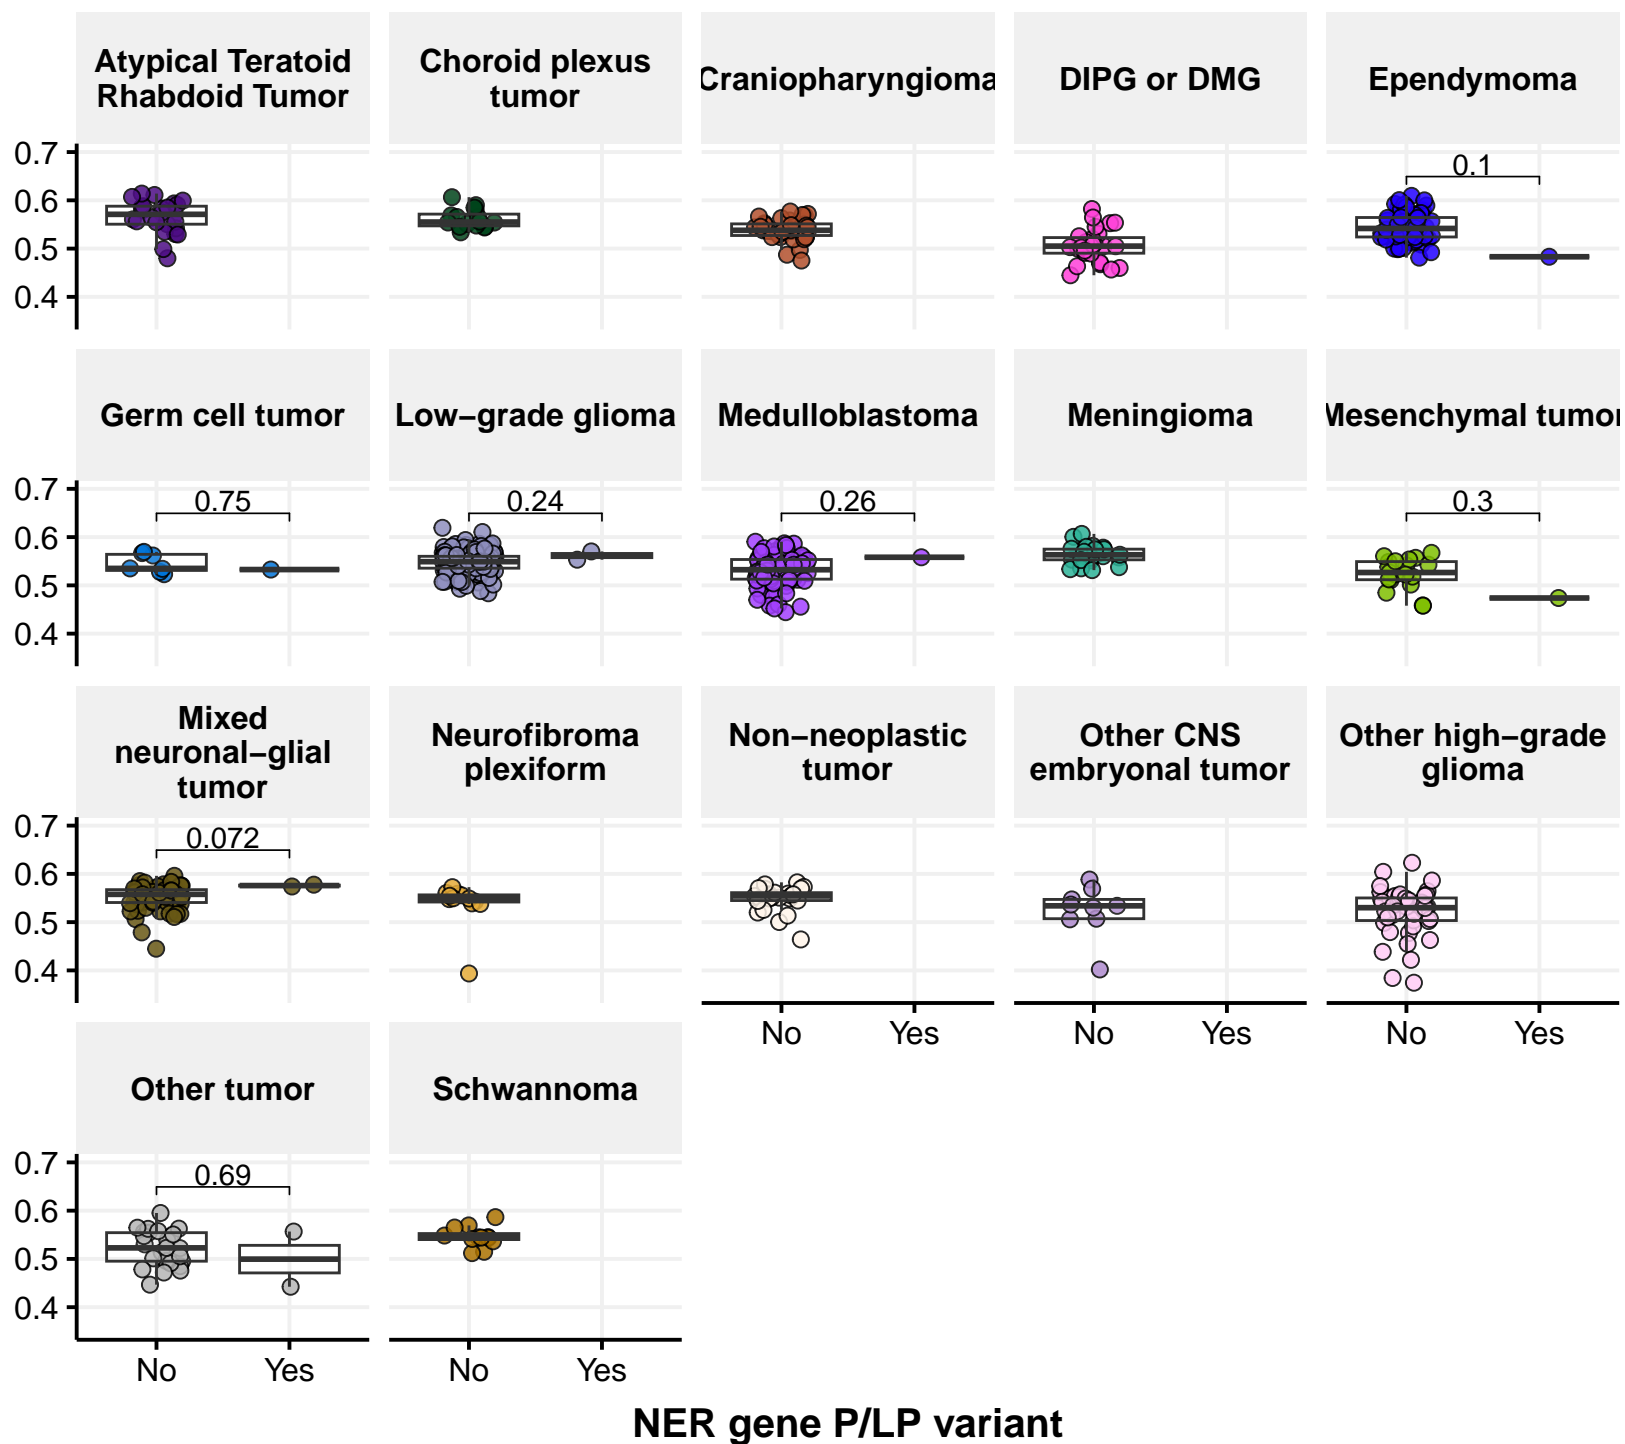 Atypical Teratoid
Rhabdoid Tumor
Choroid plexus
tumor
Craniopharyngioma
DIPG or DMG
Ependymoma
0.7
0.6
0.5
0.4
0.1
Germ cell tumor
Low−grade glioma
Medulloblastoma
Meningioma
Mesenchymal tumor
0.7
0.6
0.5
0.4
0.75
0.24
0.26
0.3
Mixed
neuronal−glial
tumor
Neurofibroma
plexiform
Non−neoplastic
tumor
Other CNS
embryonal tumor
Other high−grade
glioma
0.7
0.6
0.5
0.4
0.072
No Yes
No Yes
No Yes
Other tumor
Schwannoma
0.7
0.6
0.5
0.4
0.69
No Yes
No Yes
NER gene P/LP variant